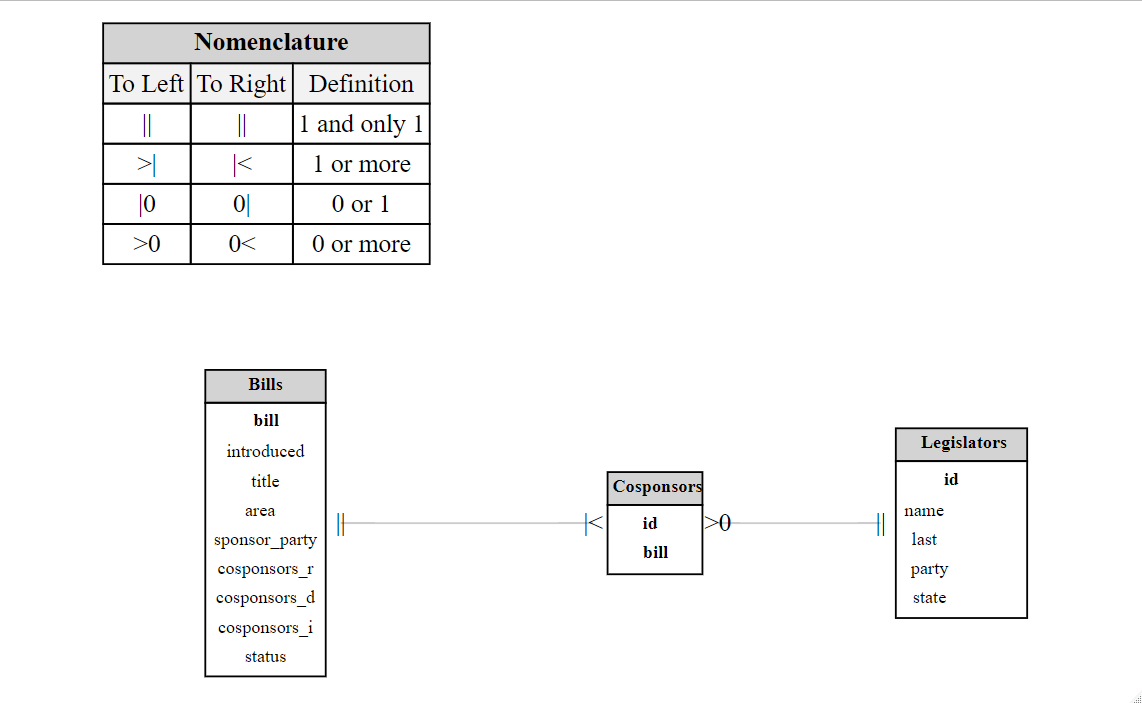 Nomenclature
To Left To Right Definition
|| || 1 and only 1
>| |< 1 or more
|0 0| 0 or 1
>0 0< 0 or more
Bills
bill
introduced
title
area
sponsor_party
cosponsors_r
cosponsors_d
cosponsors_i
status
|| |<
Cosponsors
id
bill
>0 ||
Legislators
id
name
last
party
state